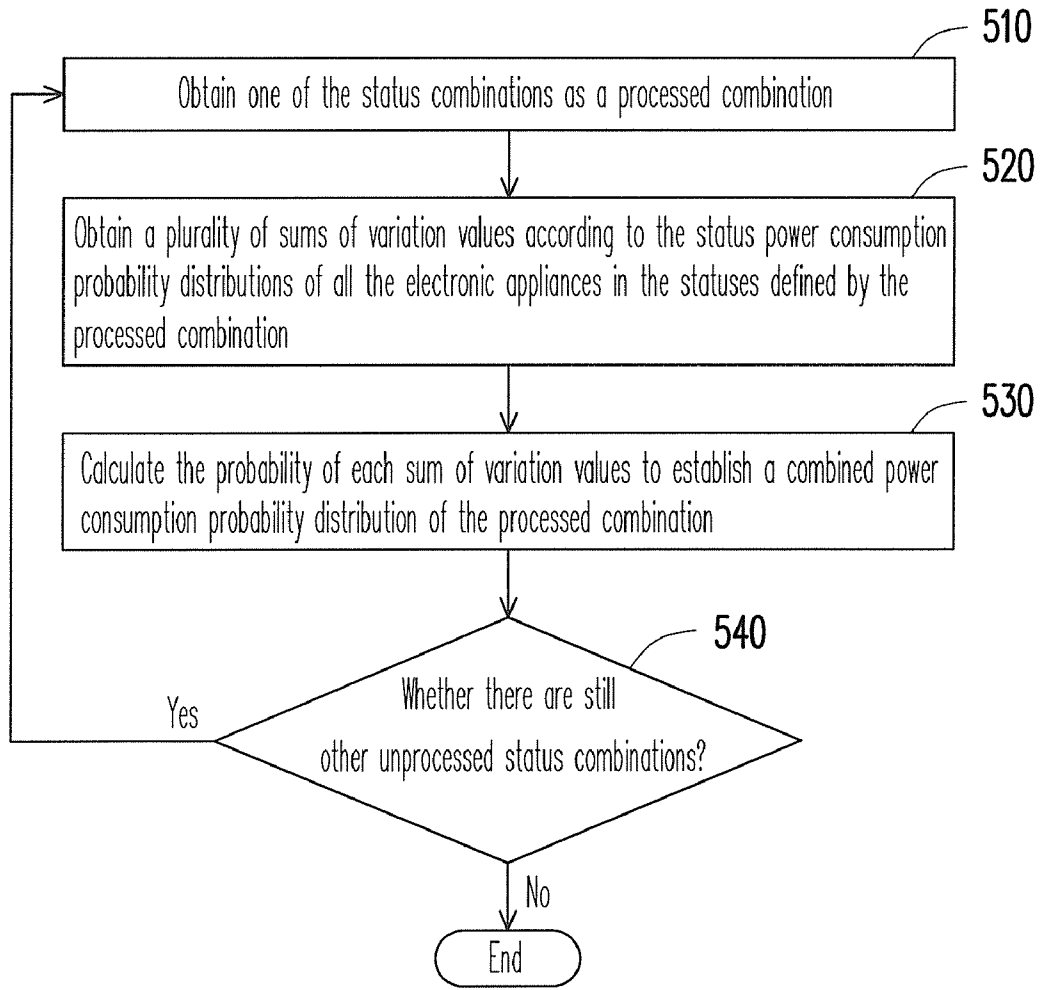 510
Obtain one of the status combinations as a processed combination
520
Obtain a plurality of sums of variation values according to the status power consumption
probability distributions of all the electronic appliances in the statuses defined by the
processed combination
530
Calculate the probability of each sum of variation values to establish a combined power
consumption probability distribution of the processed combination
540
Whether there are still
other unprocessed status combinations?
Yes
No
End